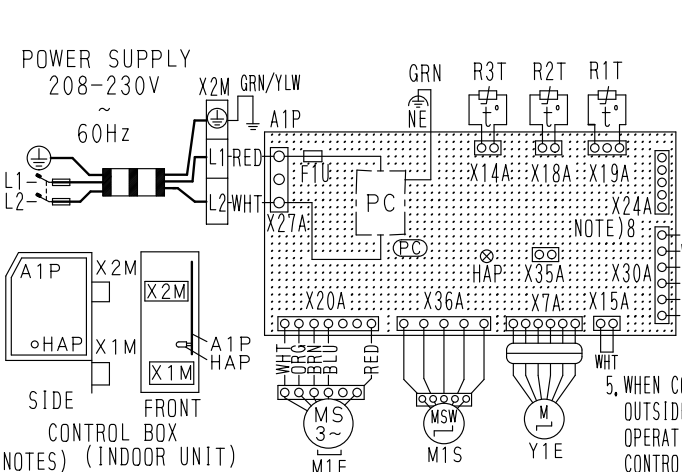 POWER SUPPLY
208-230V
~
60Hz
X2M
GRN/YLW
GRN
NE
R3T
R2T
R1T
t°
t°
t°
A1P
L1
RED
F1U
L2
WHT
X27A
L1
L2
PC
PC
X14A
X18A
X19A
X24A
NOTE)8
HAP
X35A
X30A
X20A
X36A
X7A
X15A
A1P
X2M
HAP
X1M
SIDE
X2M
A1P
HAP
X1M
FRONT
CONTROL BOX
(INDOOR UNIT)
NOTES)
WHT
ORG
BRN
BLU
RED
MS
3~
M1F
MSW
M1S
M
Y1E
WHT
5. WHEN
OUTSID
OPERAT
CONTRO